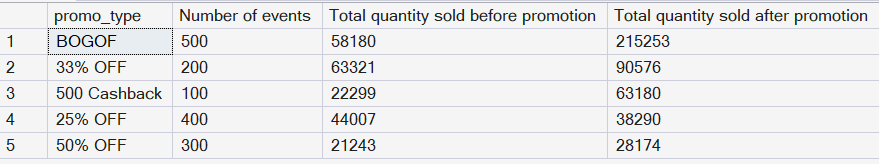 promo_type Number of events Total quantity sold before promotion Total quantity sold after promotion
1 BOGOF 500 58180 215253
2 33% OFF 200 63321 90576
3 500 Cashback 100 22299 63180
4 25% OFF 400 44007 38290
5 50% OFF 300 21243 28174